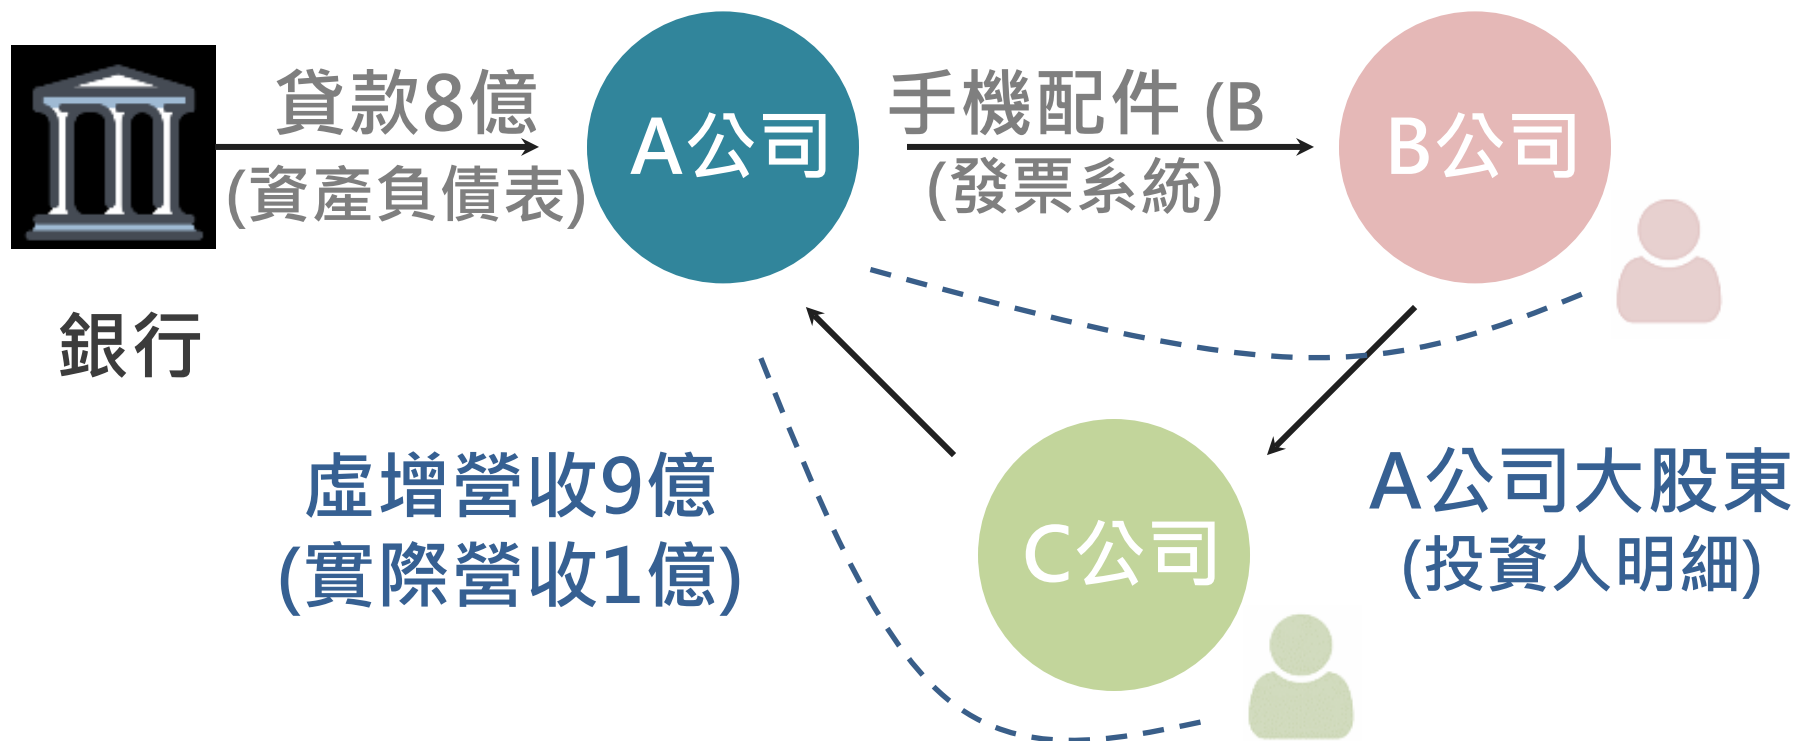 貸款8億
(資產負債表)
銀行
A公司
手機配件 (B
(發票系統)
B公司
虛增營收9億
(實際營收1億)
C公司
A公司大股東
(投資人明細)